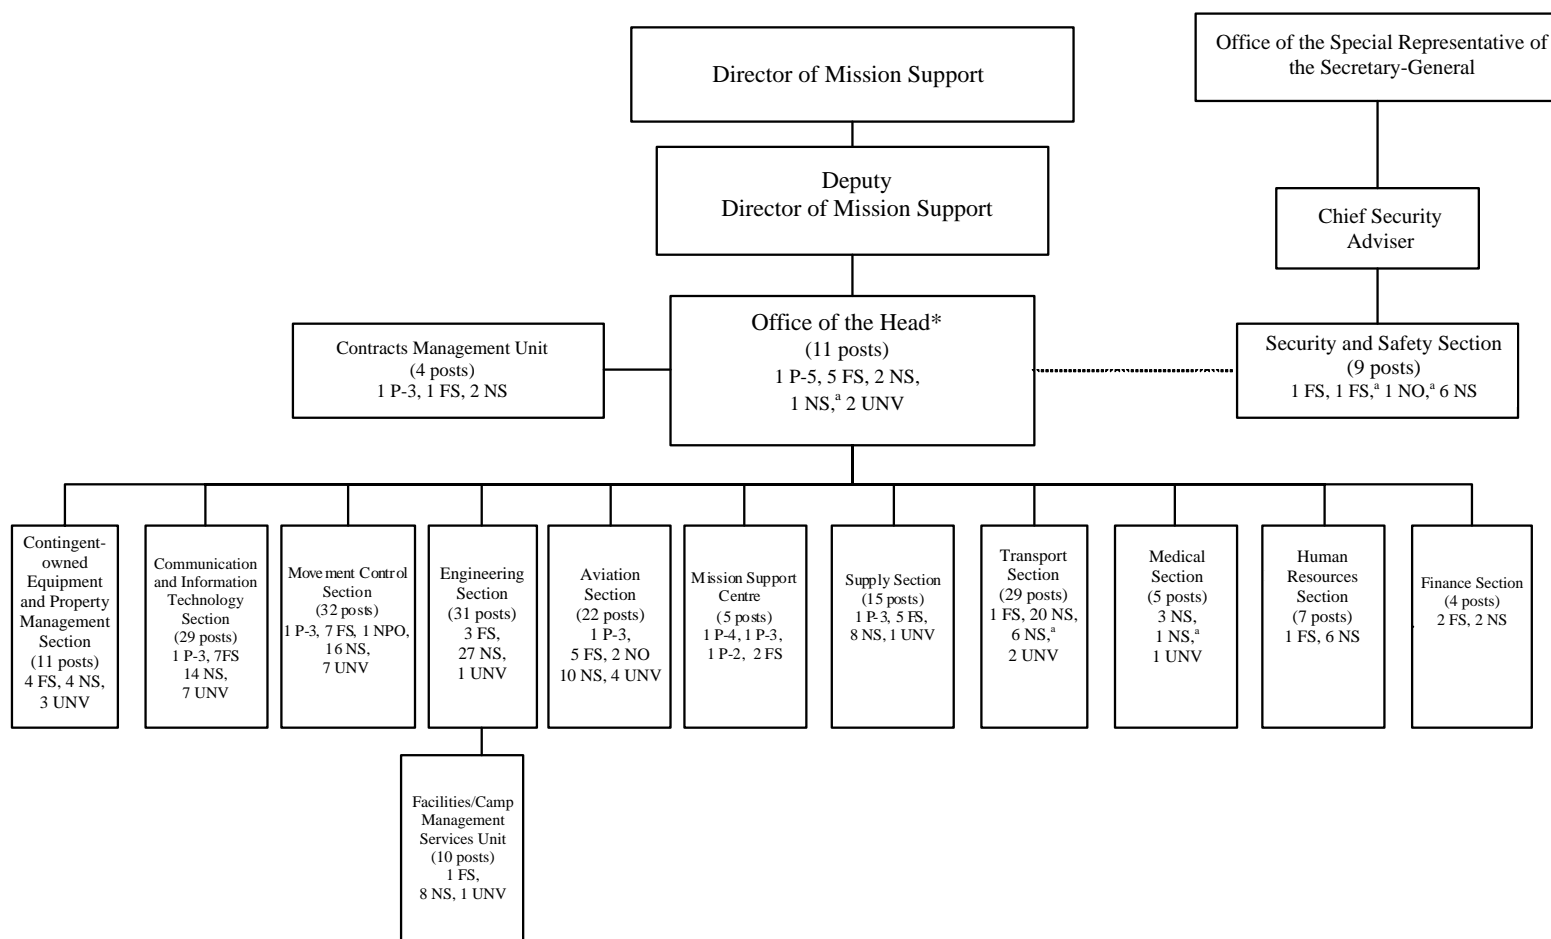 Director of Mission Support
Office of the Special Representative of
the Secretary-General
Deputy
Director of Mission Support
Chief Security
Adviser
Contracts Management Unit
(4 posts)
1 P-3, 1 FS, 2 NS
Office of the Head*
(11 posts)
1 P-5, 5 FS, 2 NS,
1 NS,ª 2 UNV
Security and Safety Section
(9 posts)
1 FS, 1 FS,ª 1 NO,ª 6 NS
Contingent-
owned
Equipment
and Property
Management
Section
(11 posts)
4 FS, 4 NS,
3 UNV
Communication
and Information
Technology
Section
(29 posts)
1 P-3, 7FS
14 NS,
7 UNV
Movement Control
Section
(32 posts)
1 P-3, 7 FS, 1 NPO,
16 NS,
7 UNV
Engineering
Section
(31 posts)
3 FS,
27 NS,
1 UNV
Aviation
Section
(22 posts)
1 P-3,
5 FS, 2 NO
10 NS, 4 UNV
Mission Support
Centre
(5 posts)
1 P-4, 1 P-3,
1 P-2, 2 FS
Supply Section
(15 posts)
1 P-3, 5 FS,
8 NS, 1 UNV
Transport
Section
(29 posts)
1 FS, 20 NS,
6 NS,ª
2 UNV
Medical
Section
(5 posts)
3 NS,
1 NS,ª
1 UNV
Human
Resources
Section
(7 posts)
1 FS, 6 NS
Finance Section
(4 posts)
2 FS, 2 NS
Facilities/Camp
Management
Services Unit
(10 posts)
1 FS,
8 NS, 1 UNV